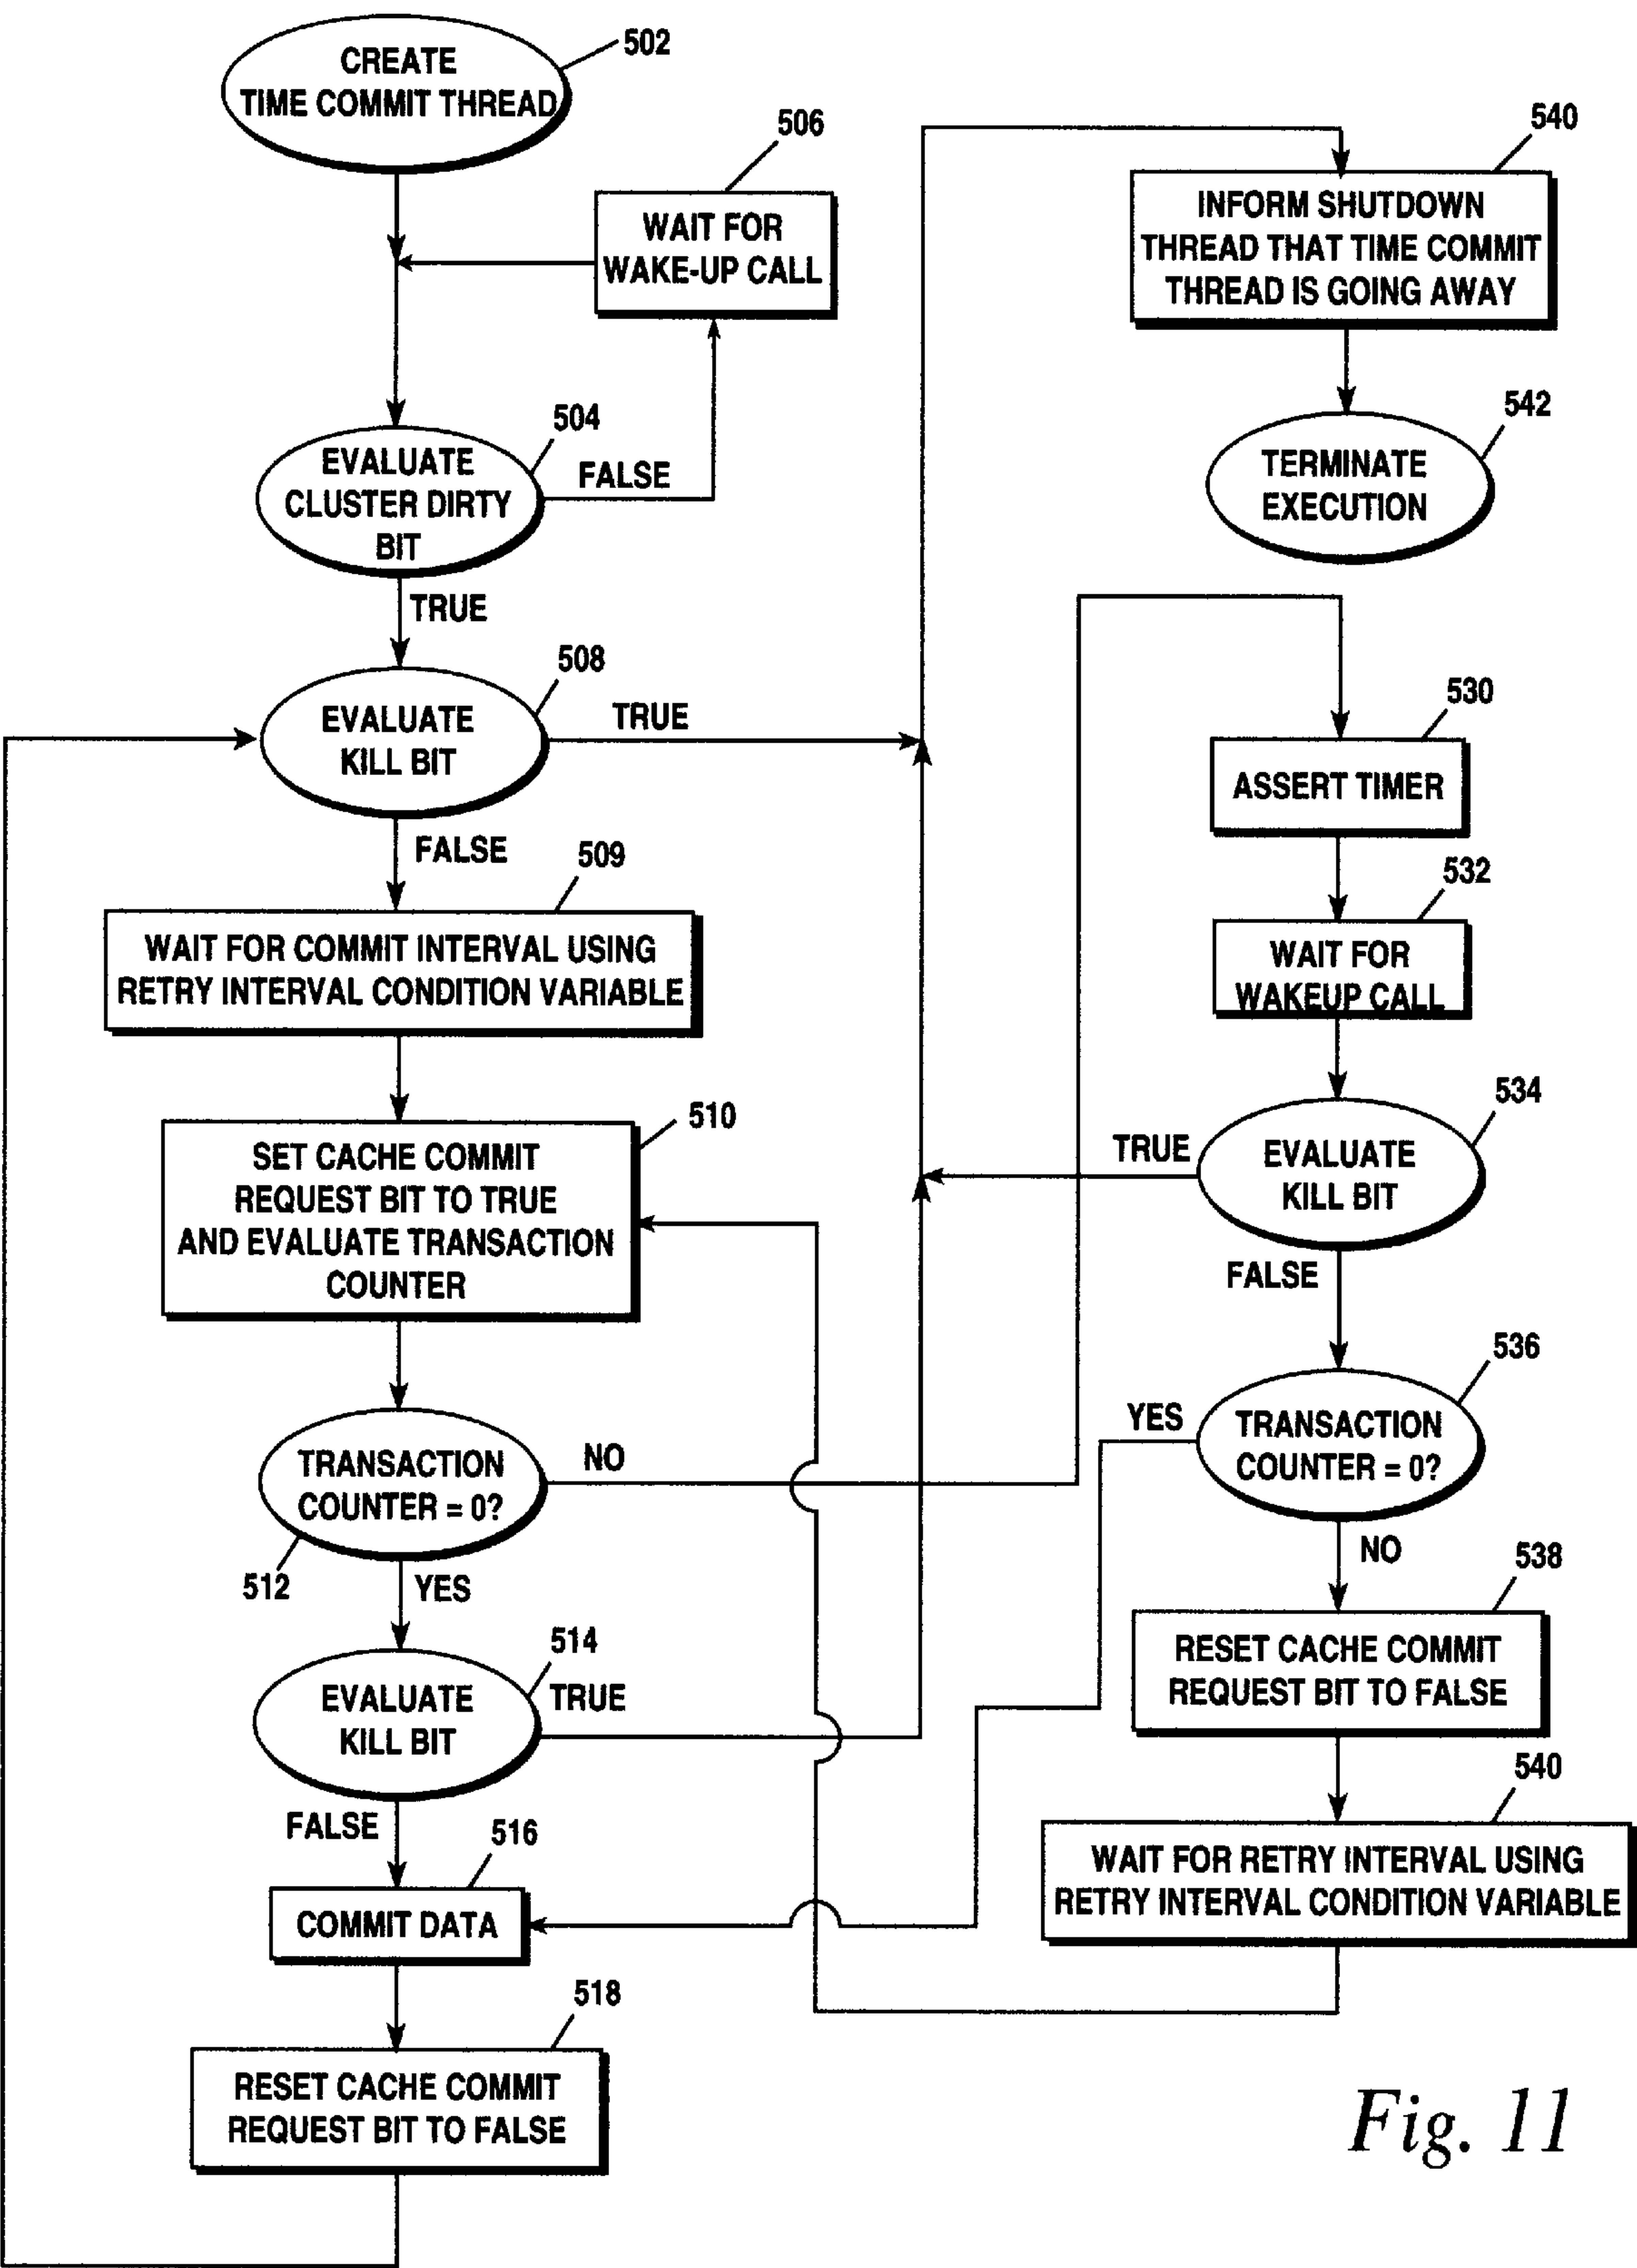 CREATE
TIME COMMIT THREAD
502
506
WAIT FOR
WAKE-UP CALL
504
EVALUATE
CLUSTER DIRTY
BIT
FALSE
TRUE
508
EVALUATE
KILL BIT
TRUE
FALSE
509
WAIT FOR COMMIT INTERVAL USING
RETRY INTERVAL CONDITION VARIABLE
510
SET CACHE COMMIT
REQUEST BIT TO TRUE
AND EVALUATE TRANSACTION
COUNTER
TRANSACTION
COUNTER = 0?
NO
512
YES
514
EVALUATE
KILL BIT
TRUE
FALSE
516
COMMIT DATA
518
RESET CACHE COMMIT
REQUEST BIT TO FALSE
540
INFORM SHUTDOWN
THREAD THAT TIME COMMIT
THREAD IS GOING AWAY
542
TERMINATE
EXECUTION
530
ASSERT TIMER
532
WAIT FOR
WAKEUP CALL
534
TRUE
EVALUATE
KILL BIT
FALSE
536
YES
TRANSACTION
COUNTER = 0?
NO
538
RESET CACHE COMMIT
REQUEST BIT TO FALSE
540
WAIT FOR RETRY INTERVAL USING
RETRY INTERVAL CONDITION VARIABLE
Fig. 11